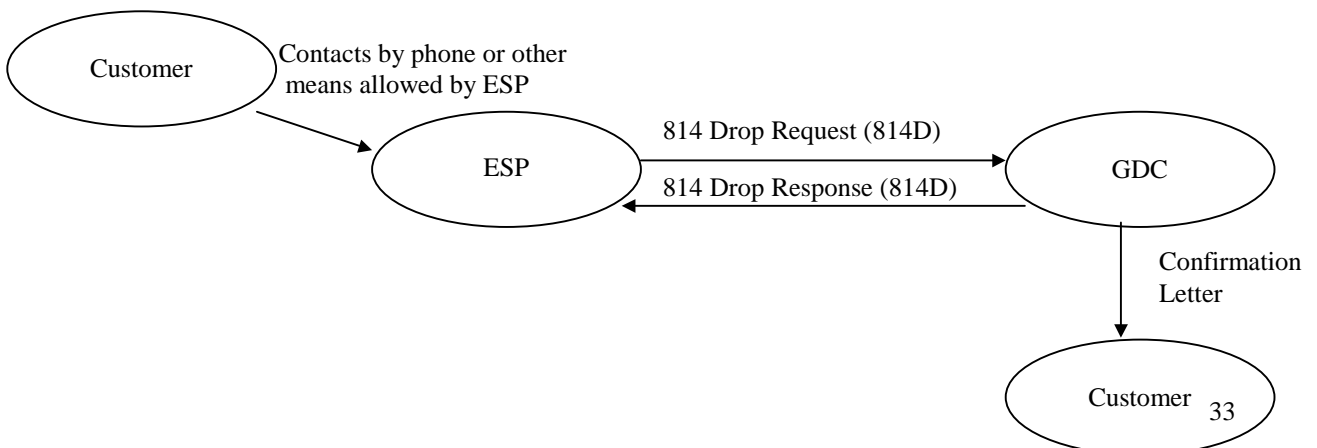 Customer
Contacts by phone or other
means allowed by ESP
ESP
814 Drop Request (814D)
814 Drop Response (814D)
GDC
Confirmation
Letter
Customer
33